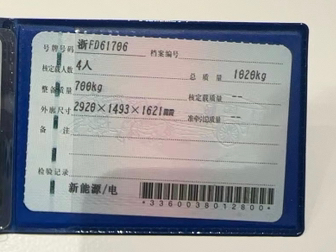 号牌号码 浙FD61706 档案编号
核定载人数 4人 总质量 1020kg
整备质量 700kg 核定载质量 --
外廓尺寸 2920×1493×1621mm 准牵引总质量 --
备注
检验记录
新能源/电
*3360038012800*